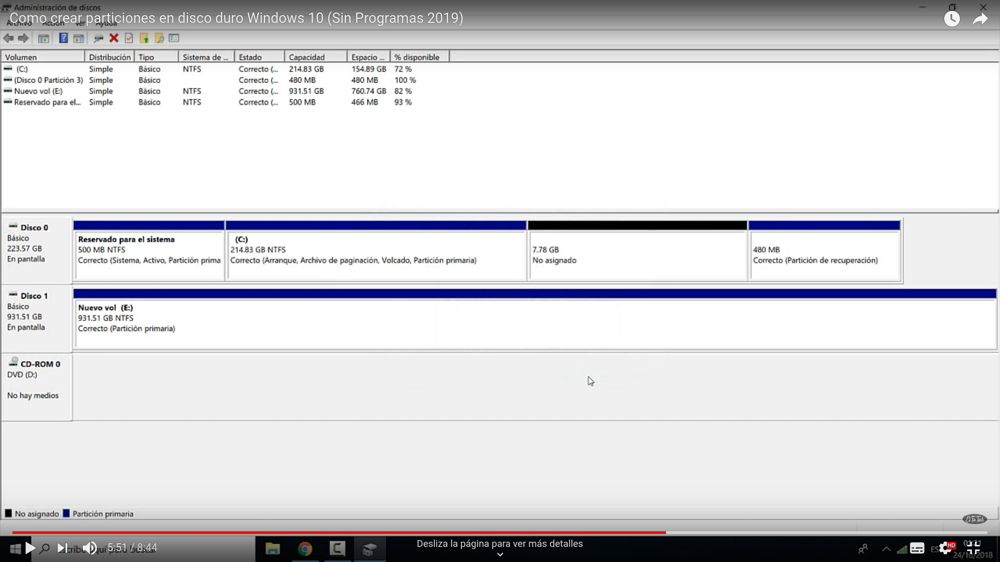 Administración de discos
Como crear particiones en disco duro Windows 10 (Sin Programas 2019)
Archivo Acción Ver Ayuda
Volumen Distribución Tipo Sistema de ... Estado Capacidad Espacio ... % disponible
(C:) Simple Básico NTFS Correcto (... 214.83 GB 154.89 GB 72 %
(Disco 0 Partición 3) Simple Básico Correcto (... 480 MB 480 MB 100 %
Nuevo vol (E:) Simple Básico NTFS Correcto (... 931.51 GB 760.74 GB 82 %
Reservado para el... Simple Básico NTFS Correcto (... 500 MB 466 MB 93 %
Disco 0
Básico
223.57 GB
En pantalla
Reservado para el sistema
500 MB NTFS
Correcto (Sistema, Activo, Partición prima
(C:)
214.83 GB NTFS
Correcto (Arranque, Archivo de paginación, Volcado, Partición primaria)
7.78 GB
No asignado
480 MB
Correcto (Partición de recuperación)
Disco 1
Básico
931.51 GB
En pantalla
Nuevo vol (E:)
931.51 GB NTFS
Correcto (Partición primaria)
CD-ROM 0
DVD (D:)
No hay medios
No asignado Partición primaria
El Tio Tech
5:51 / 8:44
Desliza la página para ver más detalles
HD
24/10/2018